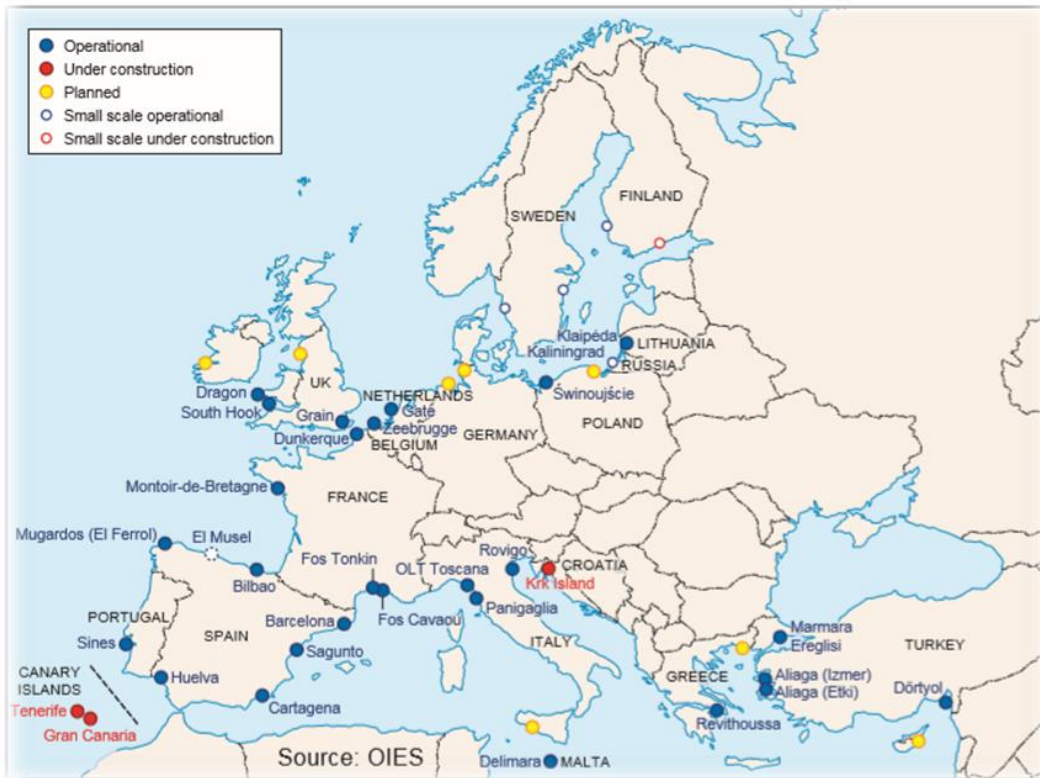 Operational
Under construction
Planned
Small scale operational
Small scale under construction
FINLAND
SWEDEN
Klaipėda
LITHUANIA
Kaliningrad
RUSSIA
UK
Dragon
South Hook
NETHERLANDS
Gaté
Świnoujście
Grain
Zeebrugge
Dunkerque
BELGIUM
GERMANY
POLAND
Montoir-de-Bretagne
FRANCE
Mugardos (El Ferrol)
El Musel
Fos Tonkin
Rovigo
CROATIA
OLT Toscana
Krk Island
Bilbao
Fos Cavaou
Panigaglia
PORTUGAL
Barcelona
SPAIN
ITALY
Marmara
Ereglisi
TURKEY
Sines
Sagunto
CANARY
ISLANDS
Huelva
GREECE
Aliaga (Izmer)
Aliaga (Etki)
Dörtyol
Cartagena
Tenerife
Revithoussa
Gran Canaria
Source: OIES
Delimara
MALTA